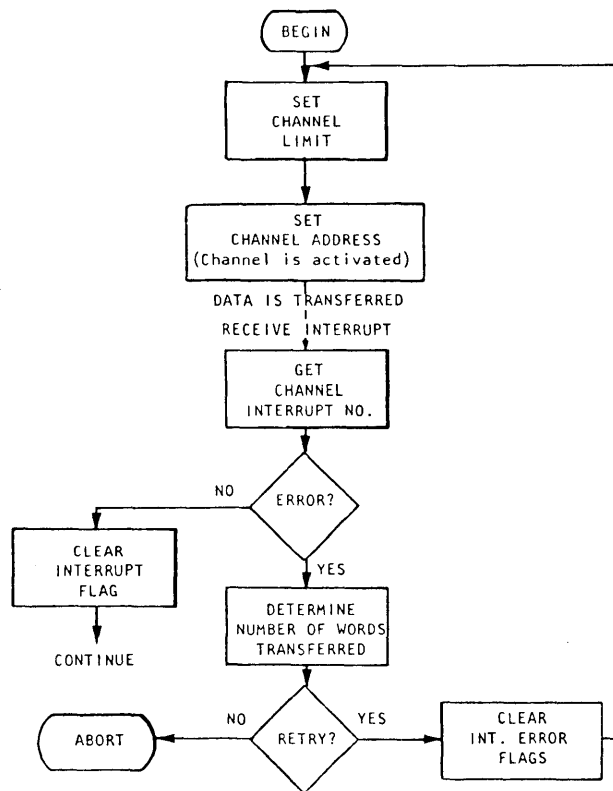 BEGIN
SET
CHANNEL
LIMIT
SET
CHANNEL ADDRESS
(Channel is activated)
DATA IS TRANSFERRED
RECEIVE INTERRUPT
GET
CHANNEL
INTERRUPT NO.
NO
ERROR?
CLEAR
INTERRUPT
FLAG
YES
DETERMINE
NUMBER OF WORDS
TRANSFERRED
CONTINUE
NO
YES
ABORT
RETRY?
CLEAR
INT. ERROR
FLAGS